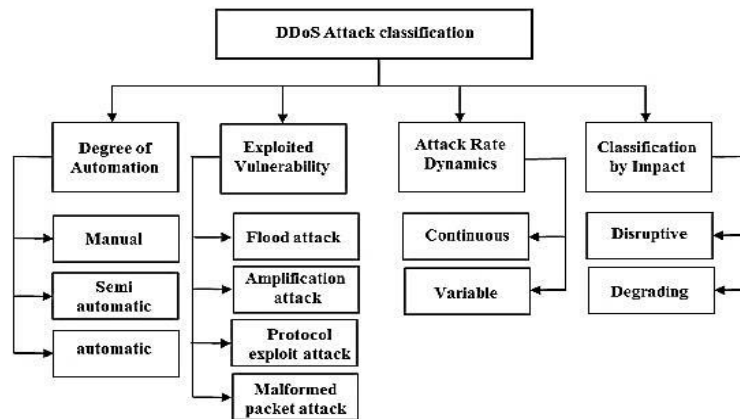 DDoS Attack classification
Degree of
Automation
Manual
Semi
automatic
automatic
Exploited
Vulnerability
Flood attack
Amplification
attack
Protocol
exploit attack
Malformed
packet attack
Attack Rate
Dynamics
Continuous
Variable
Classification
by Impact
Disruptive
Degrading